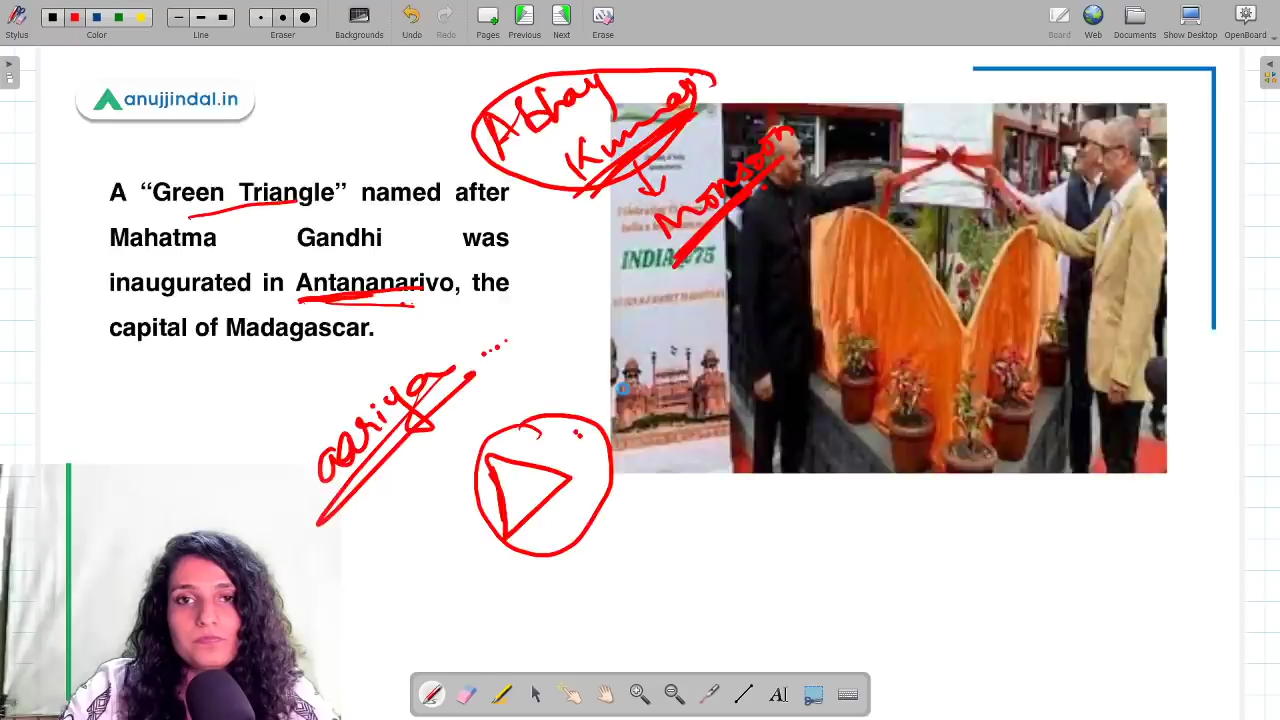 Stylus
Color
Line
Eraser
Backgrounds
Undo
Redo
Pages
Previous
Next
Erase
Board
Web
Documents
Show Desktop
OpenBoard
anujjindal.in
A “Green Triangle” named after
Mahatma Gandhi was
inaugurated in Antananarivo, the
capital of Madagascar.
Abhay
Kumar
Monsoon
INDIA@75